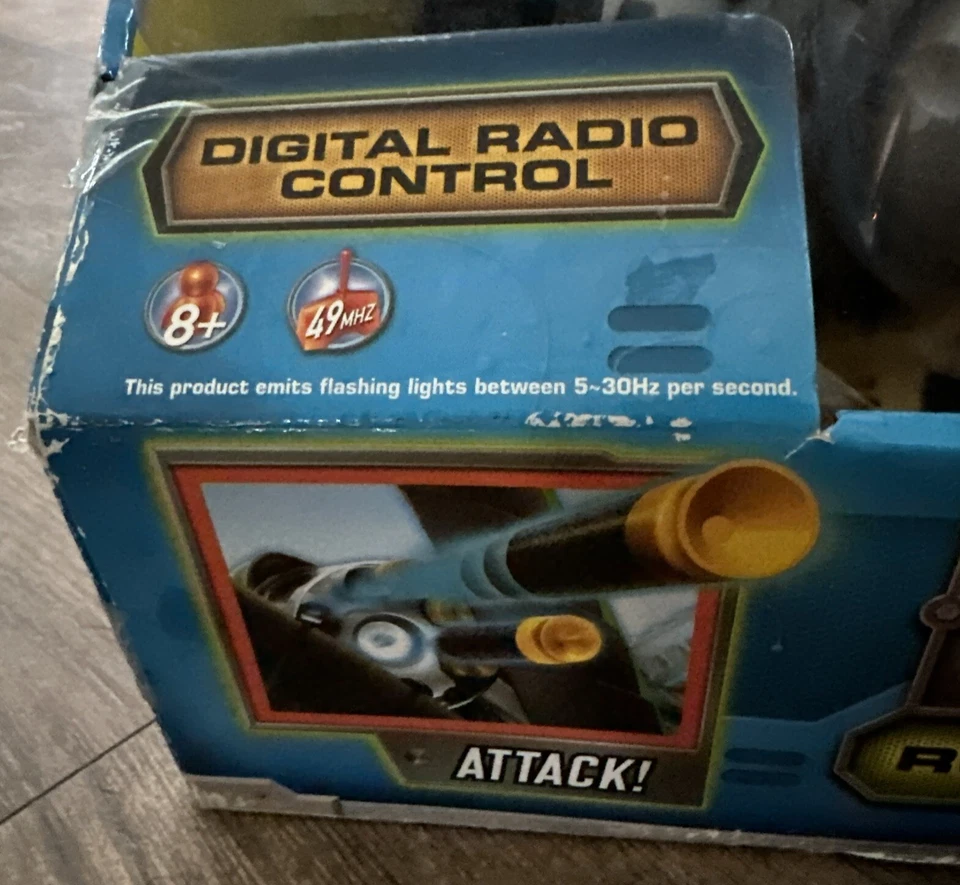 DIGITAL RADIO
CONTROL
8+
49MHZ
This product emits flashing lights between 5~30Hz per second.
ATTACK!
R